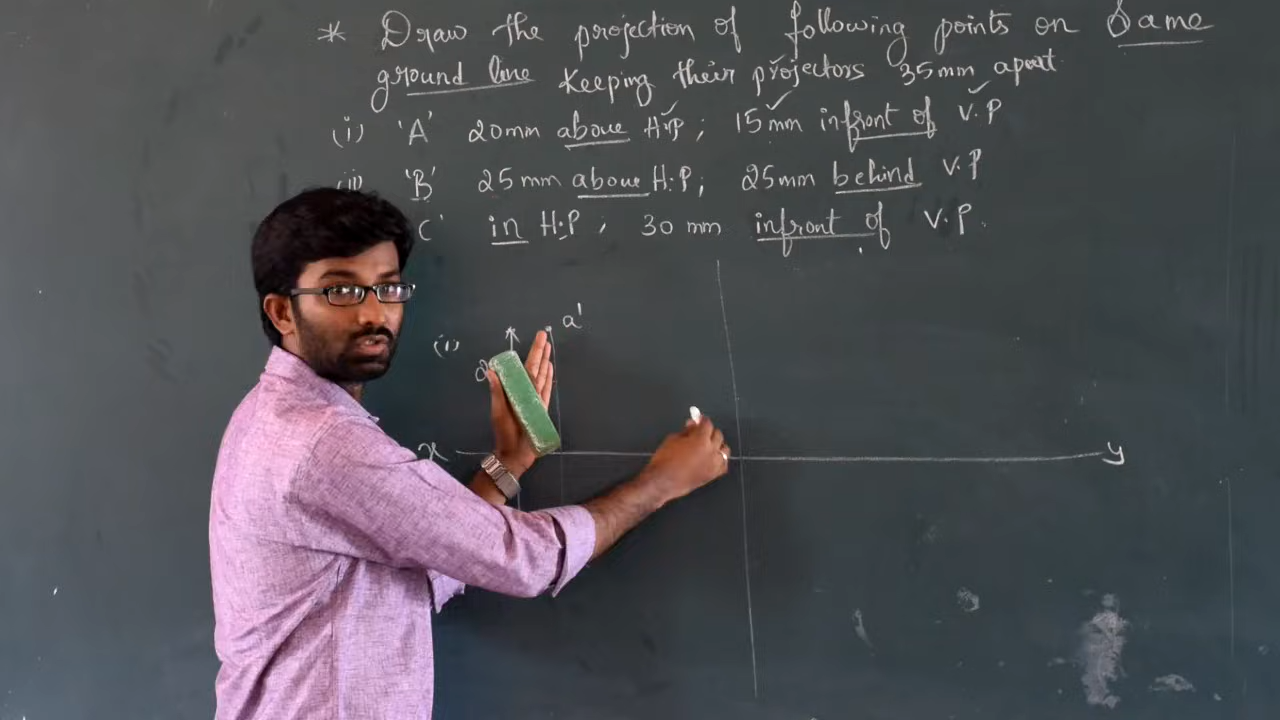 * Draw the projection of following points on Same
ground line keeping their projectors 35mm apart
(i) 'A' 20mm above H.P; 15mm infront of V.P
(ii) 'B' 25mm above H.P; 25mm behind V.P
C' in H.P; 30 mm infront of V.P.
(i) a'
x y